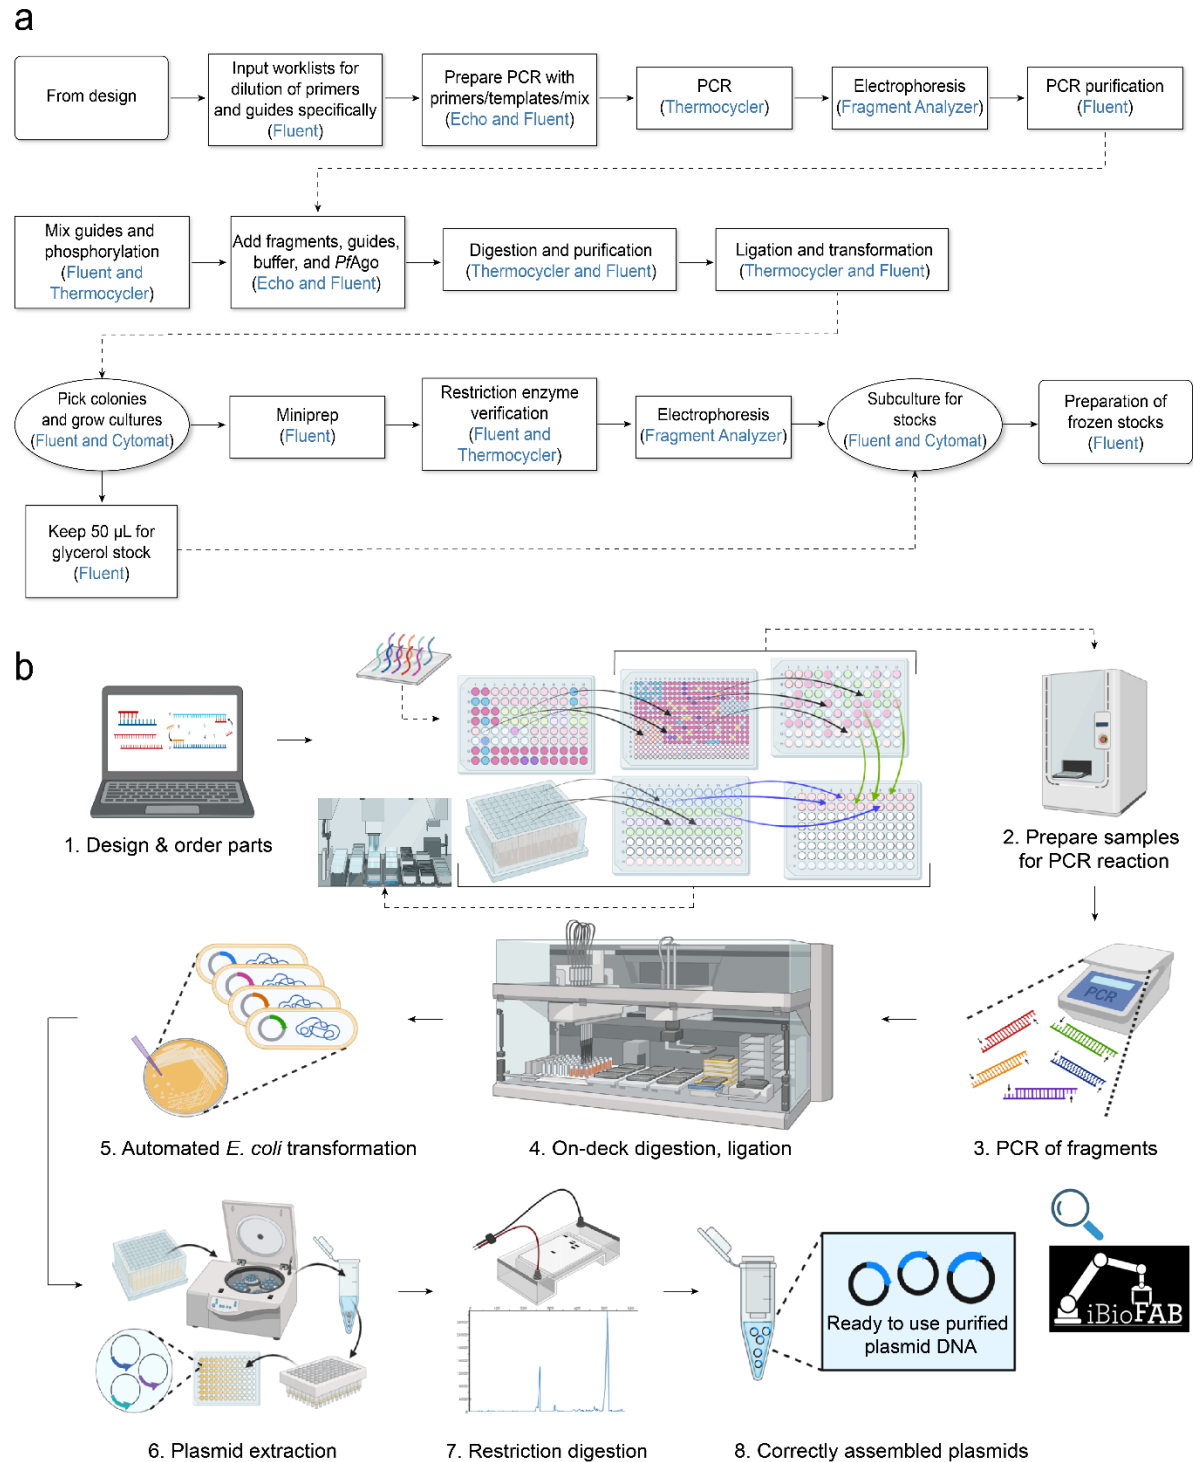 a
From design
Input worklists for
dilution of primers
and guides specifically
(Fluent)
Prepare PCR with
primers/templates/mix
(Echo and Fluent)
PCR
(Thermocycler)
Electrophoresis
(Fragment Analyzer)
PCR purification
(Fluent)
Mix guides and
phosphorylation
(Fluent and
Thermocycler)
Add fragments, guides,
buffer, and PfAgo
(Echo and Fluent)
Digestion and purification
(Thermocycler and Fluent)
Ligation and transformation
(Thermocycler and Fluent)
Pick colonies
and grow cultures
(Fluent and Cytomat)
Miniprep
(Fluent)
Restriction enzyme
verification
(Fluent and
Thermocycler)
Electrophoresis
(Fragment Analyzer)
Subculture for
stocks
(Fluent and Cytomat)
Preparation of
frozen stocks
(Fluent)
Keep 50 µL for
glycerol stock
(Fluent)
b
1. Design & order parts
2. Prepare samples
for PCR reaction
PCR
3. PCR of fragments
4. On-deck digestion, ligation
5. Automated E. coli transformation
6. Plasmid extraction
7. Restriction digestion
Ready to use purified
plasmid DNA
8. Correctly assembled plasmids
iBioFAB